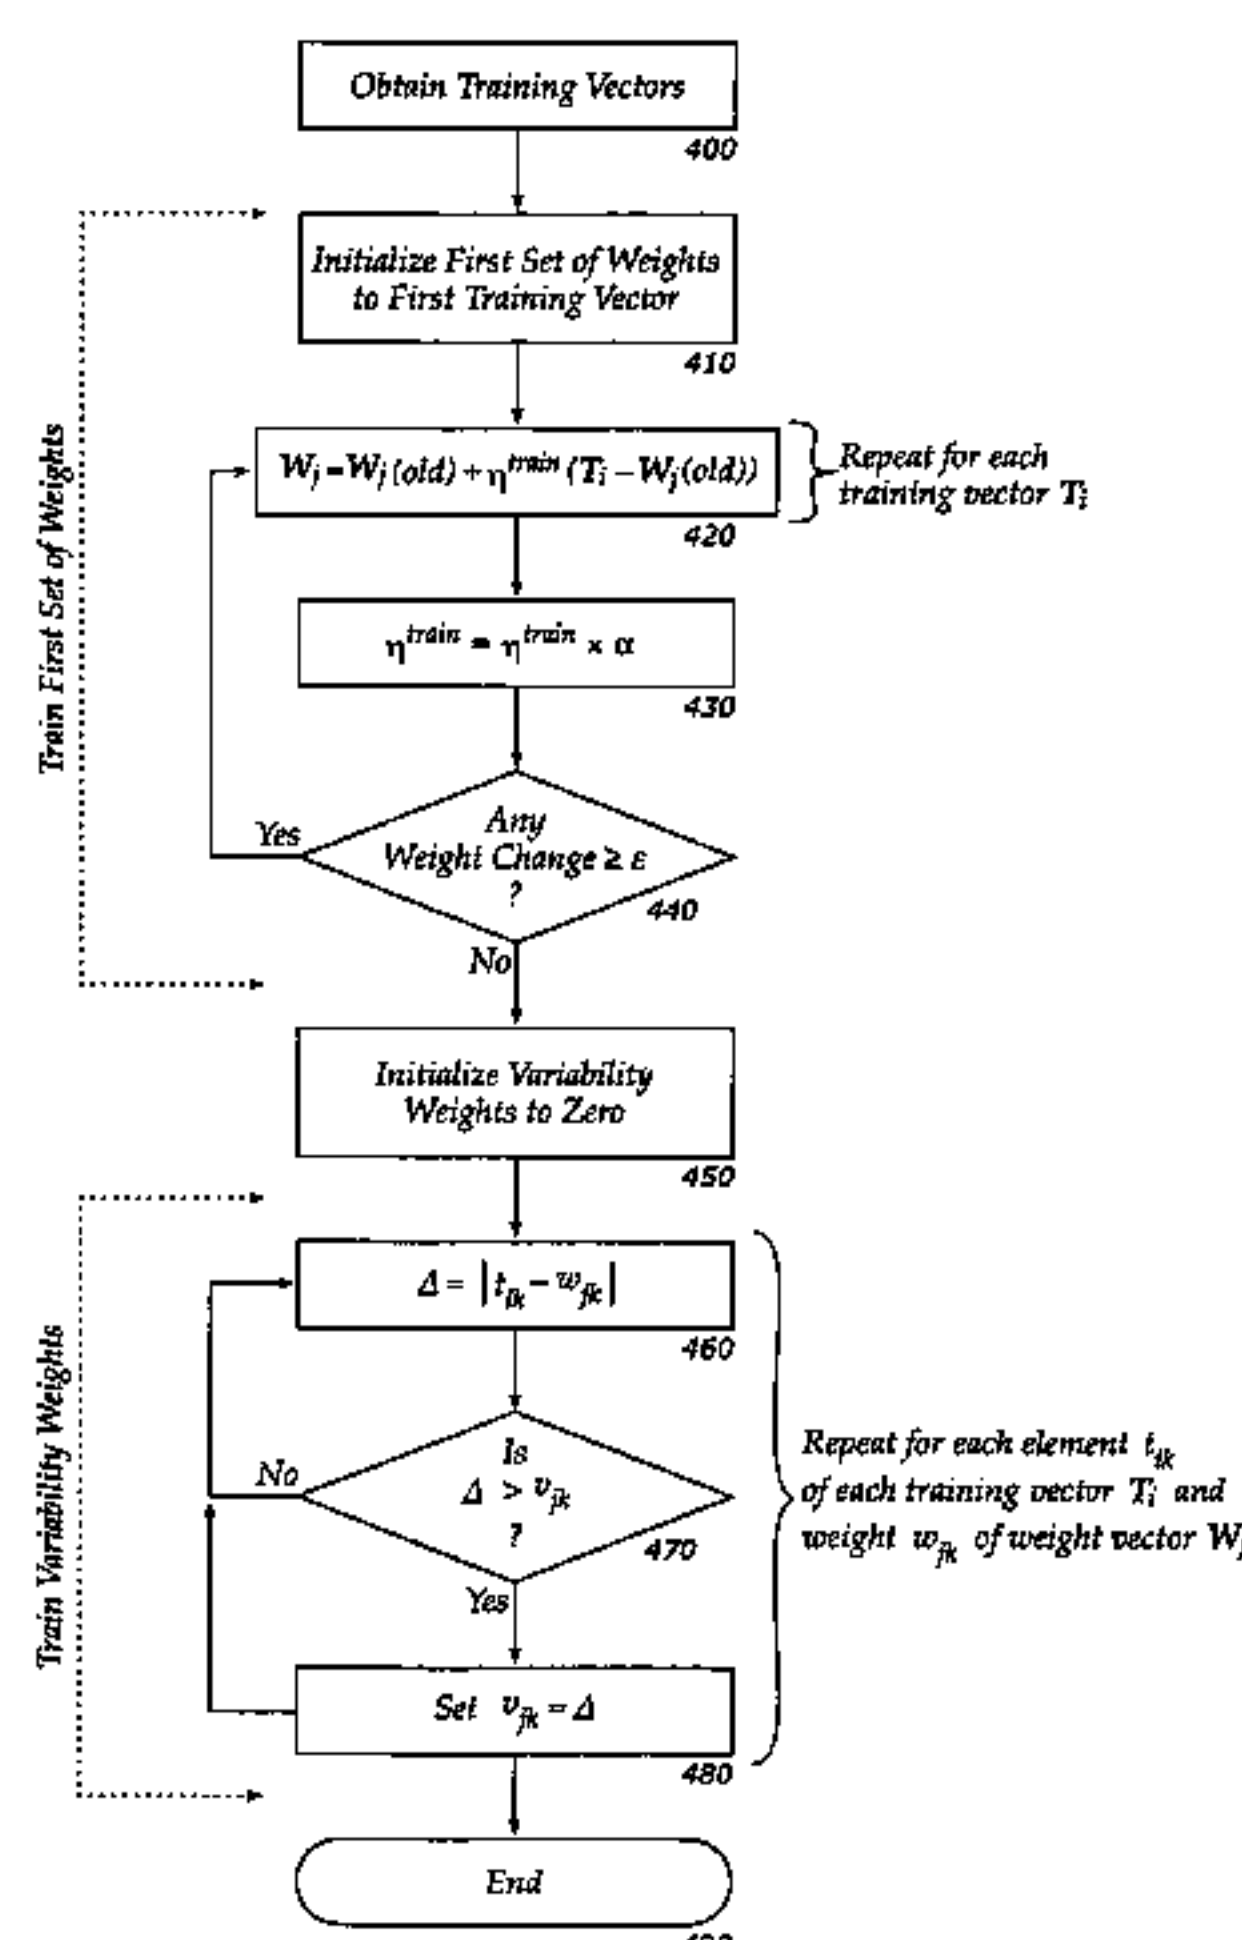 Obtain Training Vectors
400
Initialize First Set of Weights
to First Training Vector
410
W_j = W_j(old) + η^train (T_i − W_j(old))
Repeat for each
training vector T_i
420
η^train = η^train × α
430
Train First Set of Weights
Any
Weight Change ≥ ε
?
Yes
440
No
Initialize Variability
Weights to Zero
450
Δ = |t_ik − w_jk|
460
Is
Δ > v_jk
?
No
470
Yes
Repeat for each element t_ik
of each training vector T_i and
weight w_jk of weight vector W_j
Train Variability Weights
Set v_jk = Δ
480
End